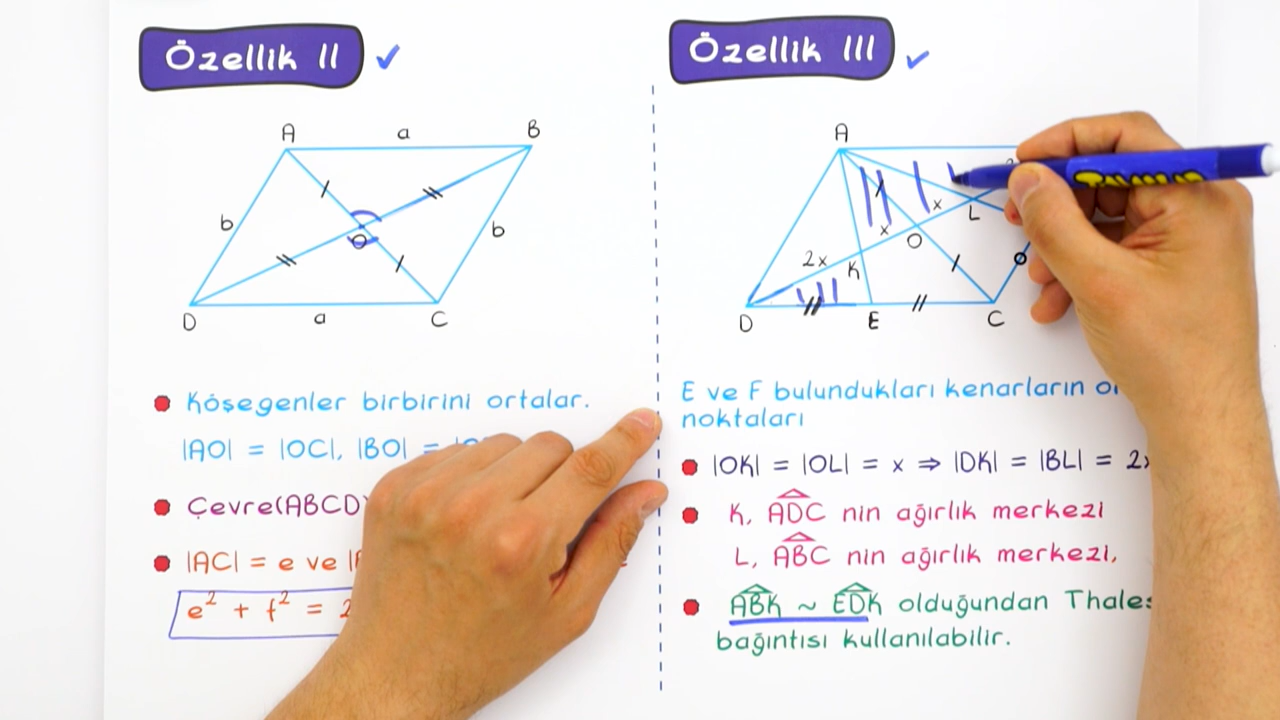 Özellik II
A a B
b
b
O
D a C
Köşegenler birbirini ortalar.
|AO| = |OC|, |BO| =
Çevre(ABCD)
|AC| = e ve
e² + f² = 2
Özellik III
A
x
x L
O
2x K
D E C
E ve F bulundukları kenarların
noktaları
|OK| = |OL| = x ⇒ |DK| = |BL| = 2x
K, ADC nin ağırlık merkezi
L, ABC nin ağırlık merkezi,
ABK ~ EDK olduğundan Thales
bağıntısı kullanılabilir.